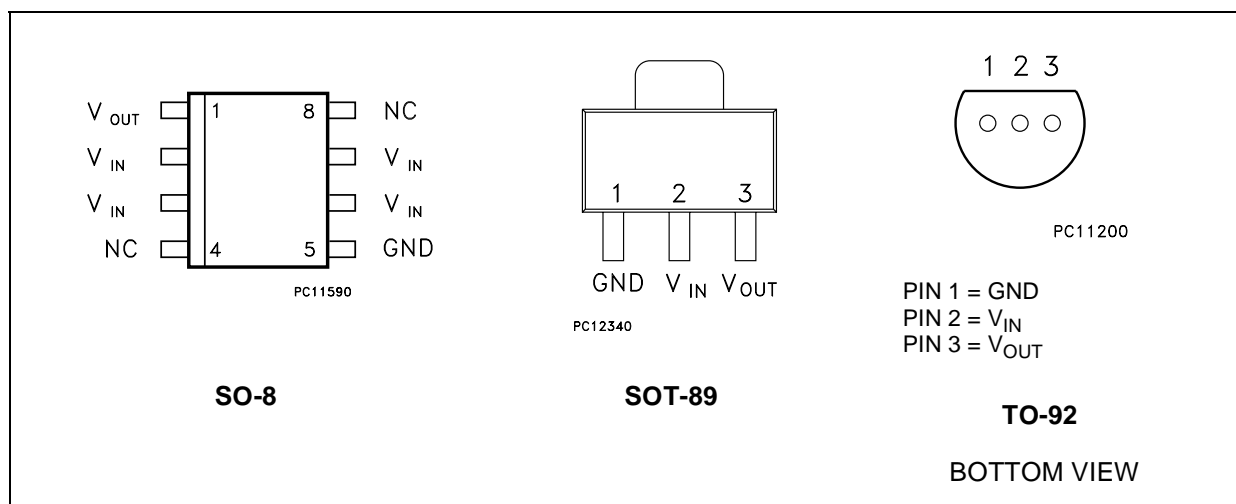 V OUT 1 8 NC
V IN V IN
V IN V IN
NC 4 5 GND
PC11590
SO-8
1 2 3
GND V IN V OUT
PC12340
SOT-89
1 2 3
PC11200
PIN 1 = GND
PIN 2 = VIN
PIN 3 = VOUT
TO-92
BOTTOM VIEW